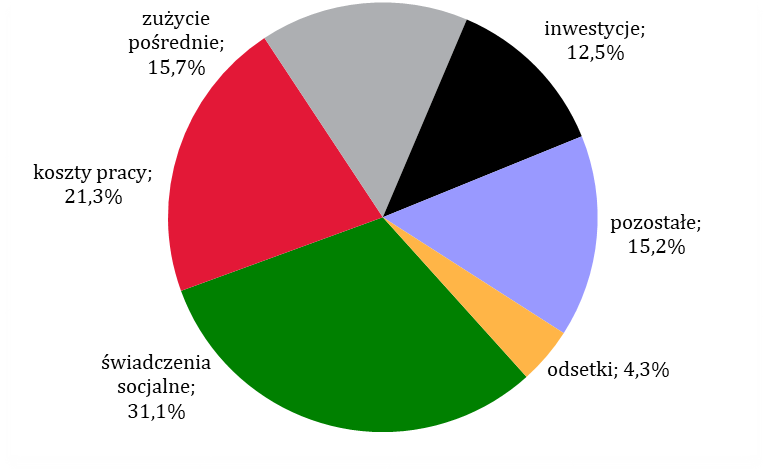 zużycie
pośrednie;
15,7%
inwestycje;
12,5%
koszty pracy;
21,3%
pozostałe;
15,2%
świadczenia
socjalne;
31,1%
odsetki; 4,3%